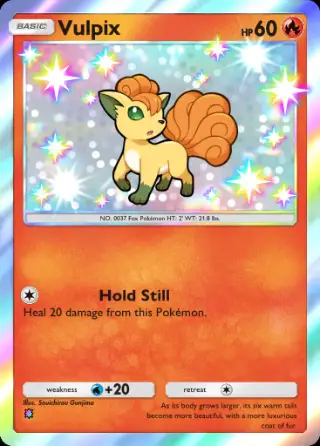 BASIC Vulpix HP 60
NO. 0037 Fox Pokémon HT: 2' WT: 21.8 lbs.
Hold Still
Heal 20 damage from this Pokémon.
weakness +20 retreat
Illus. Souichirou Gunjima
As its body grows larger, its six warm tails
become more beautiful, with a more luxurious
coat of fur.